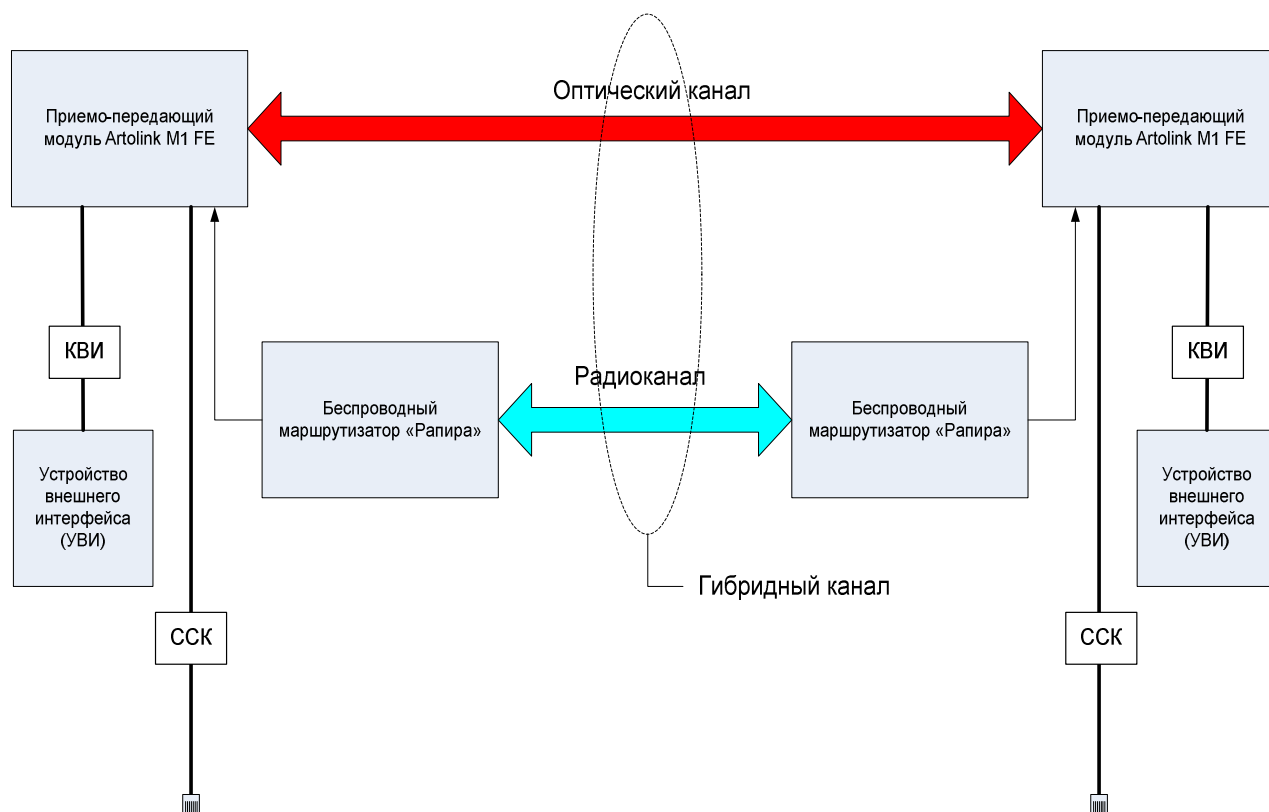 Оптический канал
Приемо-передающий
модуль Artolink M1 FE
Приемо-передающий
модуль Artolink M1 FE
КВИ
Радиоканал
КВИ
Беспроводный
маршрутизатор «Рапира»
Беспроводный
маршрутизатор «Рапира»
Устройство
внешнего
интерфейса
(УВИ)
Устройство
внешнего
интерфейса
(УВИ)
Гибридный канал
ССК
ССК